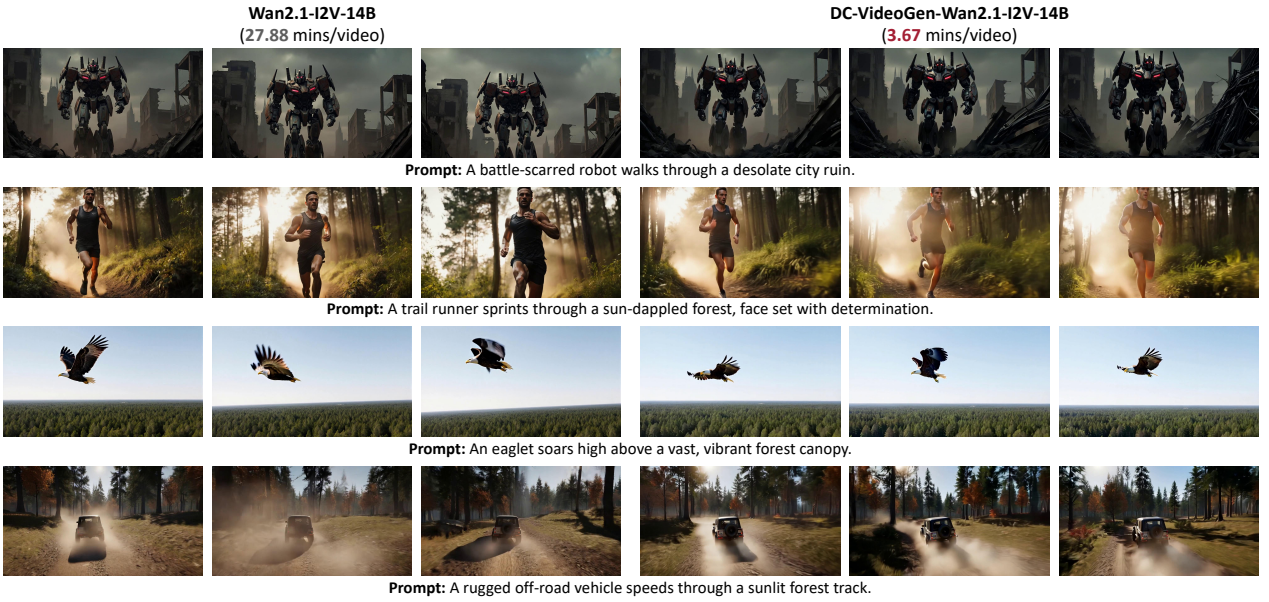 Wan2.1-I2V-14B
(27.88 mins/video)
DC-VideoGen-Wan2.1-I2V-14B
(3.67 mins/video)
Prompt: A battle-scarred robot walks through a desolate city ruin.
Prompt: A trail runner sprints through a sun-dappled forest, face set with determination.
Prompt: An eaglet soars high above a vast, vibrant forest canopy.
Prompt: A rugged off-road vehicle speeds through a sunlit forest track.